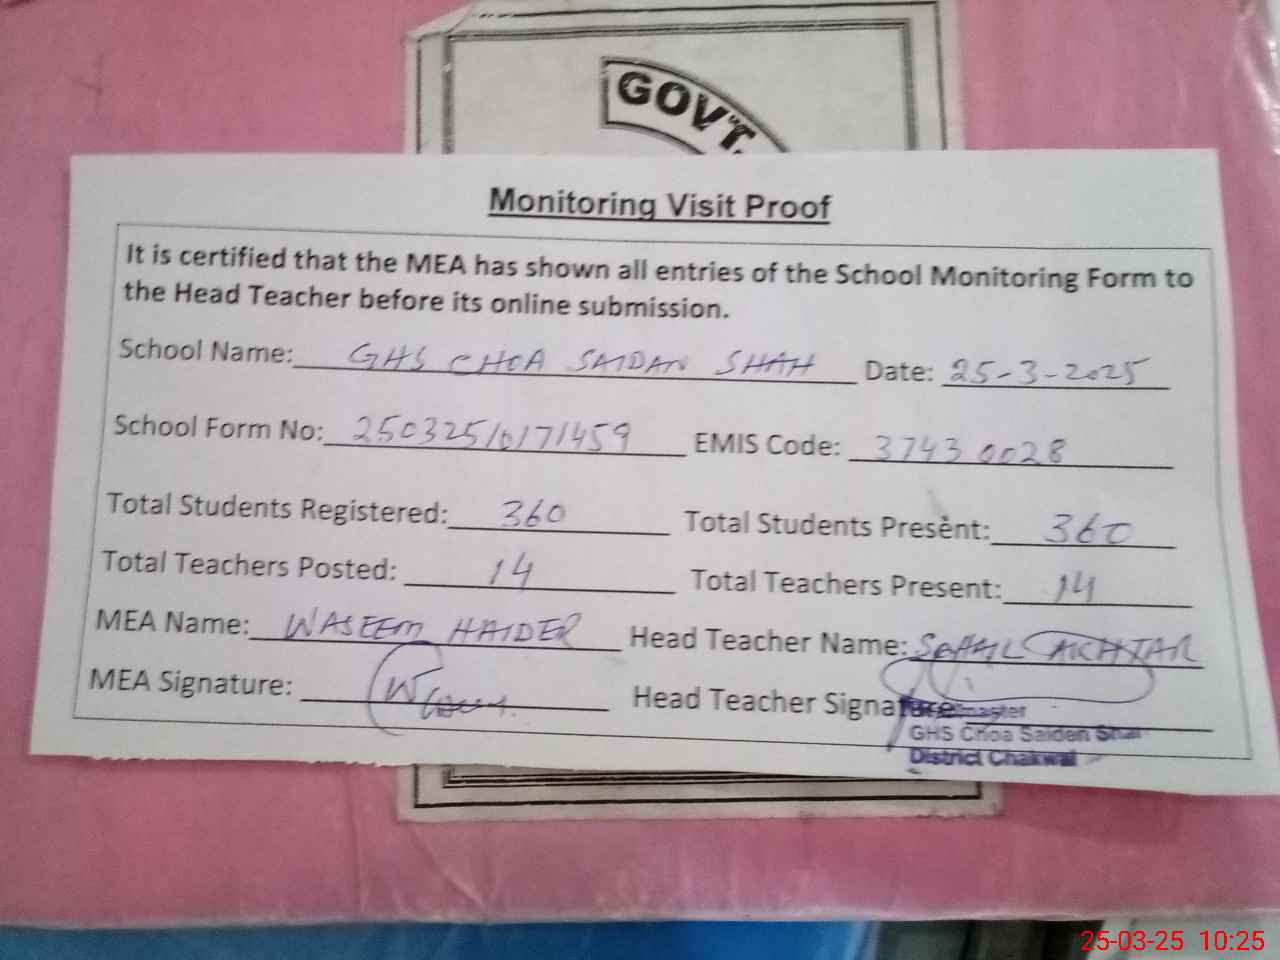 GOVT.
Monitoring Visit Proof
It is certified that the MEA has shown all entries of the School Monitoring Form to
the Head Teacher before its online submission.
School Name: GHS CHOA SAIDAN SHAH Date: 25-3-2025
School Form No: 250325/0171459 EMIS Code: 37430028
Total Students Registered: 360 Total Students Present: 360
Total Teachers Posted: 14 Total Teachers Present: 14
MEA Name: WASEEM HAIDER Head Teacher Name: SOHAIL AKHTAR
MEA Signature: Head Teacher Signature
master
GHS Choa Saiden Shah
District Chakwal
25-03-25 10:25